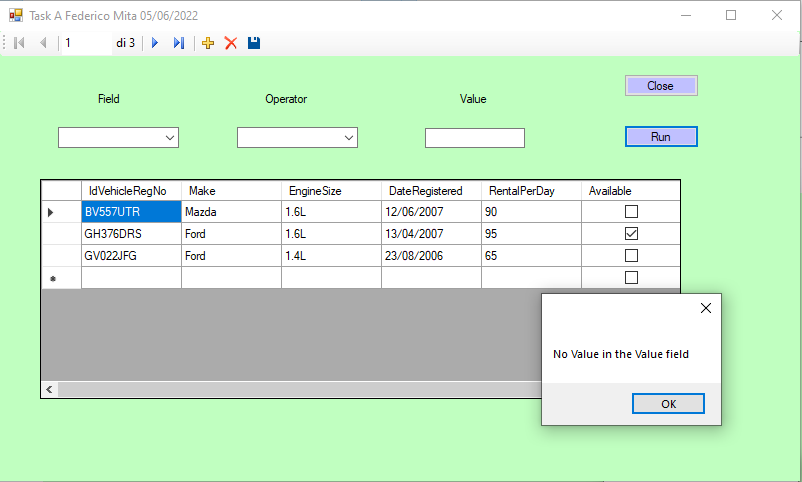 Task A Federico Mita 05/06/2022
1 di 3
Close
Field Operator Value
Run
IdVehicleRegNo Make EngineSize DateRegistered RentalPerDay Available
BV557UTR Mazda 1.6L 12/06/2007 90
GH376DRS Ford 1.6L 13/04/2007 95
GV022JFG Ford 1.4L 23/08/2006 65
No Value in the Value field
OK